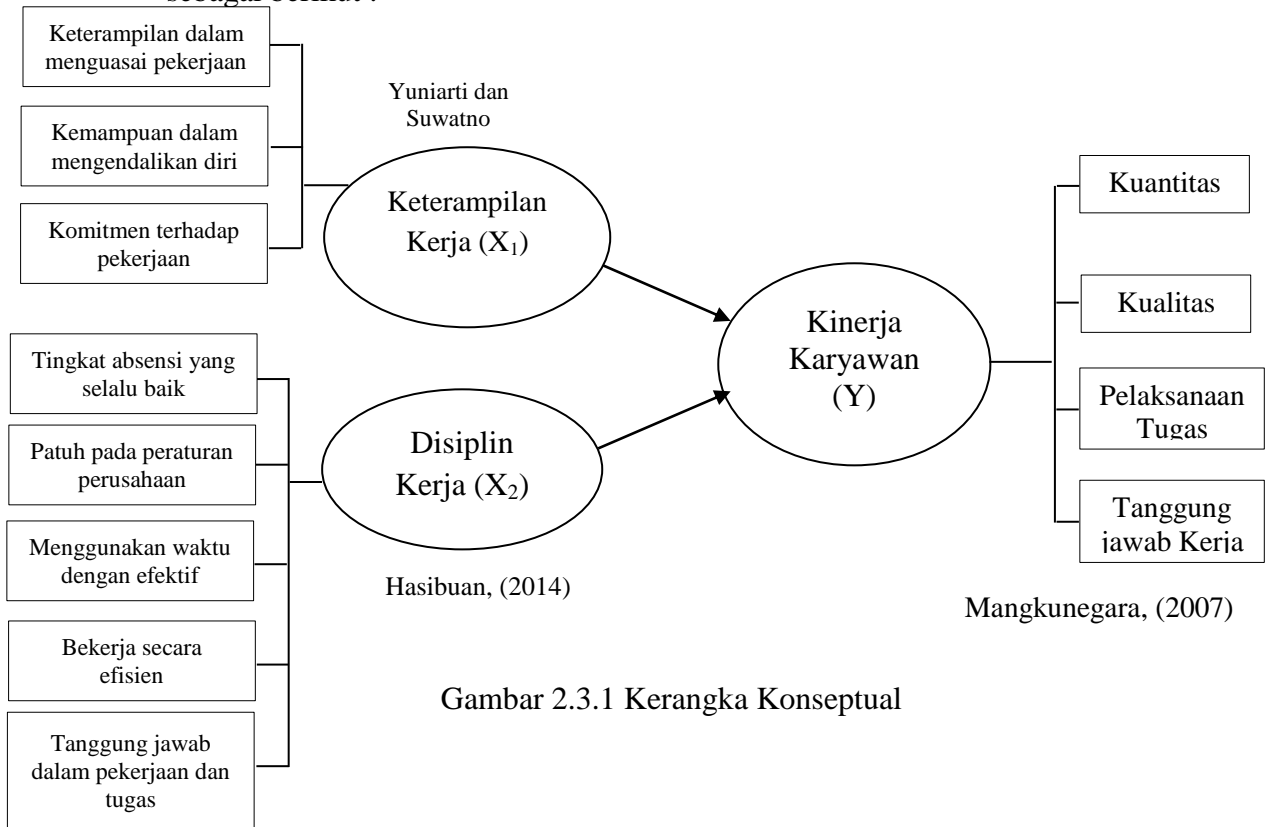 sebagai berikut :
Keterampilan dalam
menguasai pekerjaan
Kemampuan dalam
mengendalikan diri
Komitmen terhadap
pekerjaan
Yuniarti dan
Suwatno
Keterampilan
Kerja (X₁)
Tingkat absensi yang
selalu baik
Patuh pada peraturan
perusahaan
Menggunakan waktu
dengan efektif
Bekerja secara
efisien
Tanggung jawab
dalam pekerjaan dan
tugas
Disiplin
Kerja (X₂)
Hasibuan, (2014)
Kinerja
Karyawan
(Y)
Kuantitas
Kualitas
Pelaksanaan
Tugas
Tanggung
jawab Kerja
Mangkunegara, (2007)
Gambar 2.3.1 Kerangka Konseptual